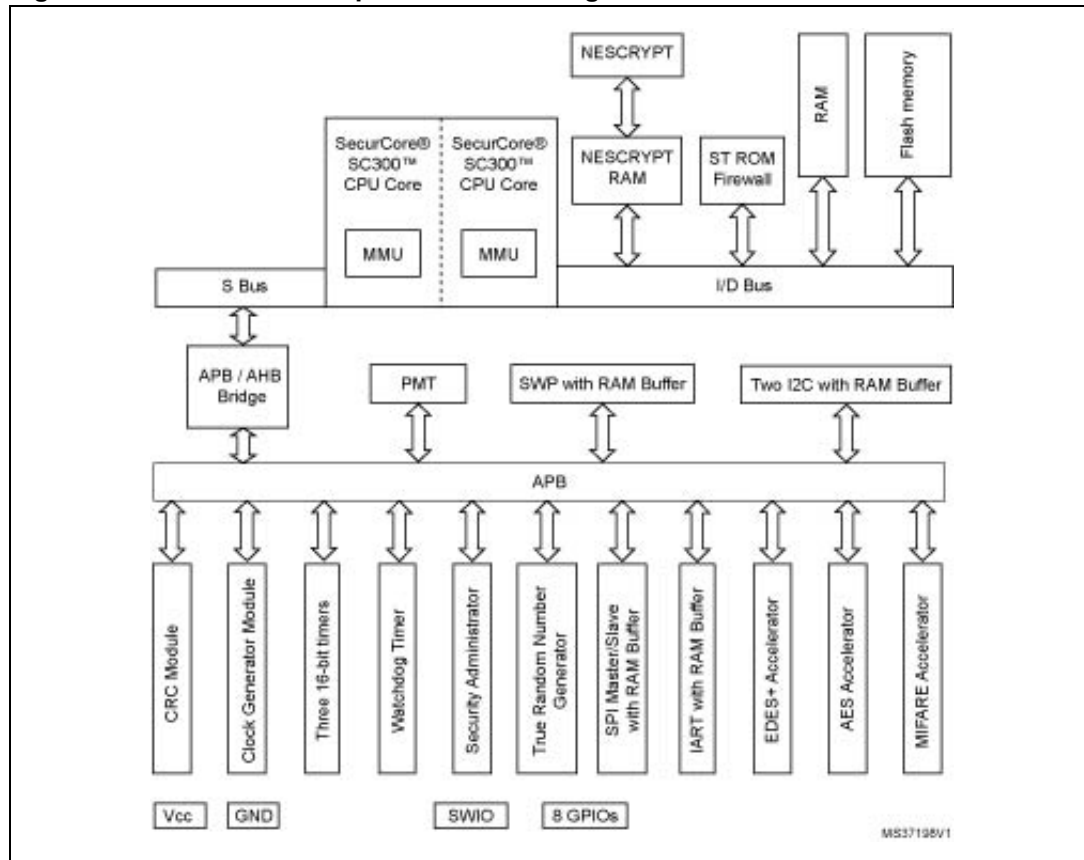 NESCRYPT
RAM
Flash memory
SecurCore®
SC300™
CPU Core
SecurCore®
SC300™
CPU Core
NESCRYPT
RAM
ST ROM
Firewall
MMU
MMU
S Bus
I/D Bus
APB / AHB
Bridge
PMT
SWP with RAM Buffer
Two I2C with RAM Buffer
APB
CRC Module
Clock Generator Module
Three 16-bit timers
Watchdog Timer
Security Administrator
True Random Number
Generator
SPI Master/Slave
with RAM Buffer
IART with RAM Buffer
EDES+ Accelerator
AES Accelerator
MIFARE Accelerator
Vcc
GND
SWIO
8 GPIOs
MS37198V1